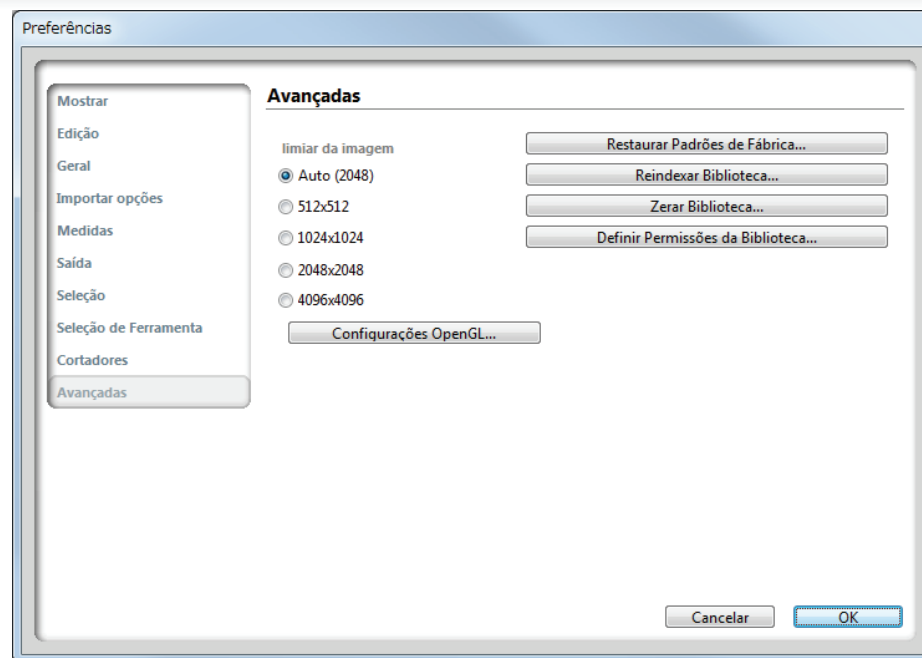 Preferências
Mostrar
Edição
Geral
Importar opções
Medidas
Saída
Seleção
Seleção de Ferramenta
Cortadores
Avançadas
Avançadas
limiar da imagem
Auto (2048)
512x512
1024x1024
2048x2048
4096x4096
Configurações OpenGL...
Restaurar Padrões de Fábrica...
Reindexar Biblioteca...
Zerar Biblioteca...
Definir Permissões da Biblioteca...
Cancelar
OK